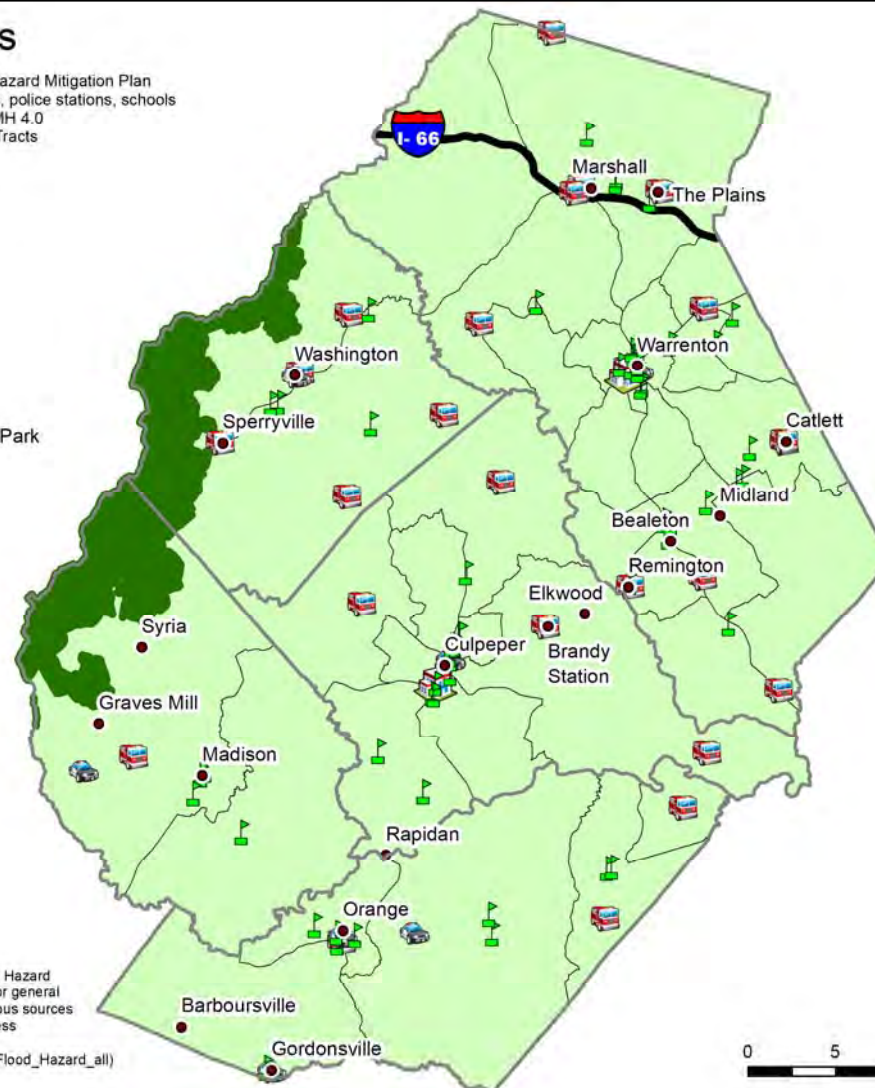 s
azard Mitigation Plan
, police stations, schools
MH 4.0
Tracts
I- 66
Marshall
The Plains
Warrenton
Washington
Catlett
Park
Sperryville
Midland
Bealeton
Remington
Elkwood
Syria
Culpeper
Brandy
Station
Graves Mill
Madison
Rapidan
Orange
Hazard
or general
ous sources
ess
Barboursville
Flood_Hazard_all)
Gordonsville
0 5